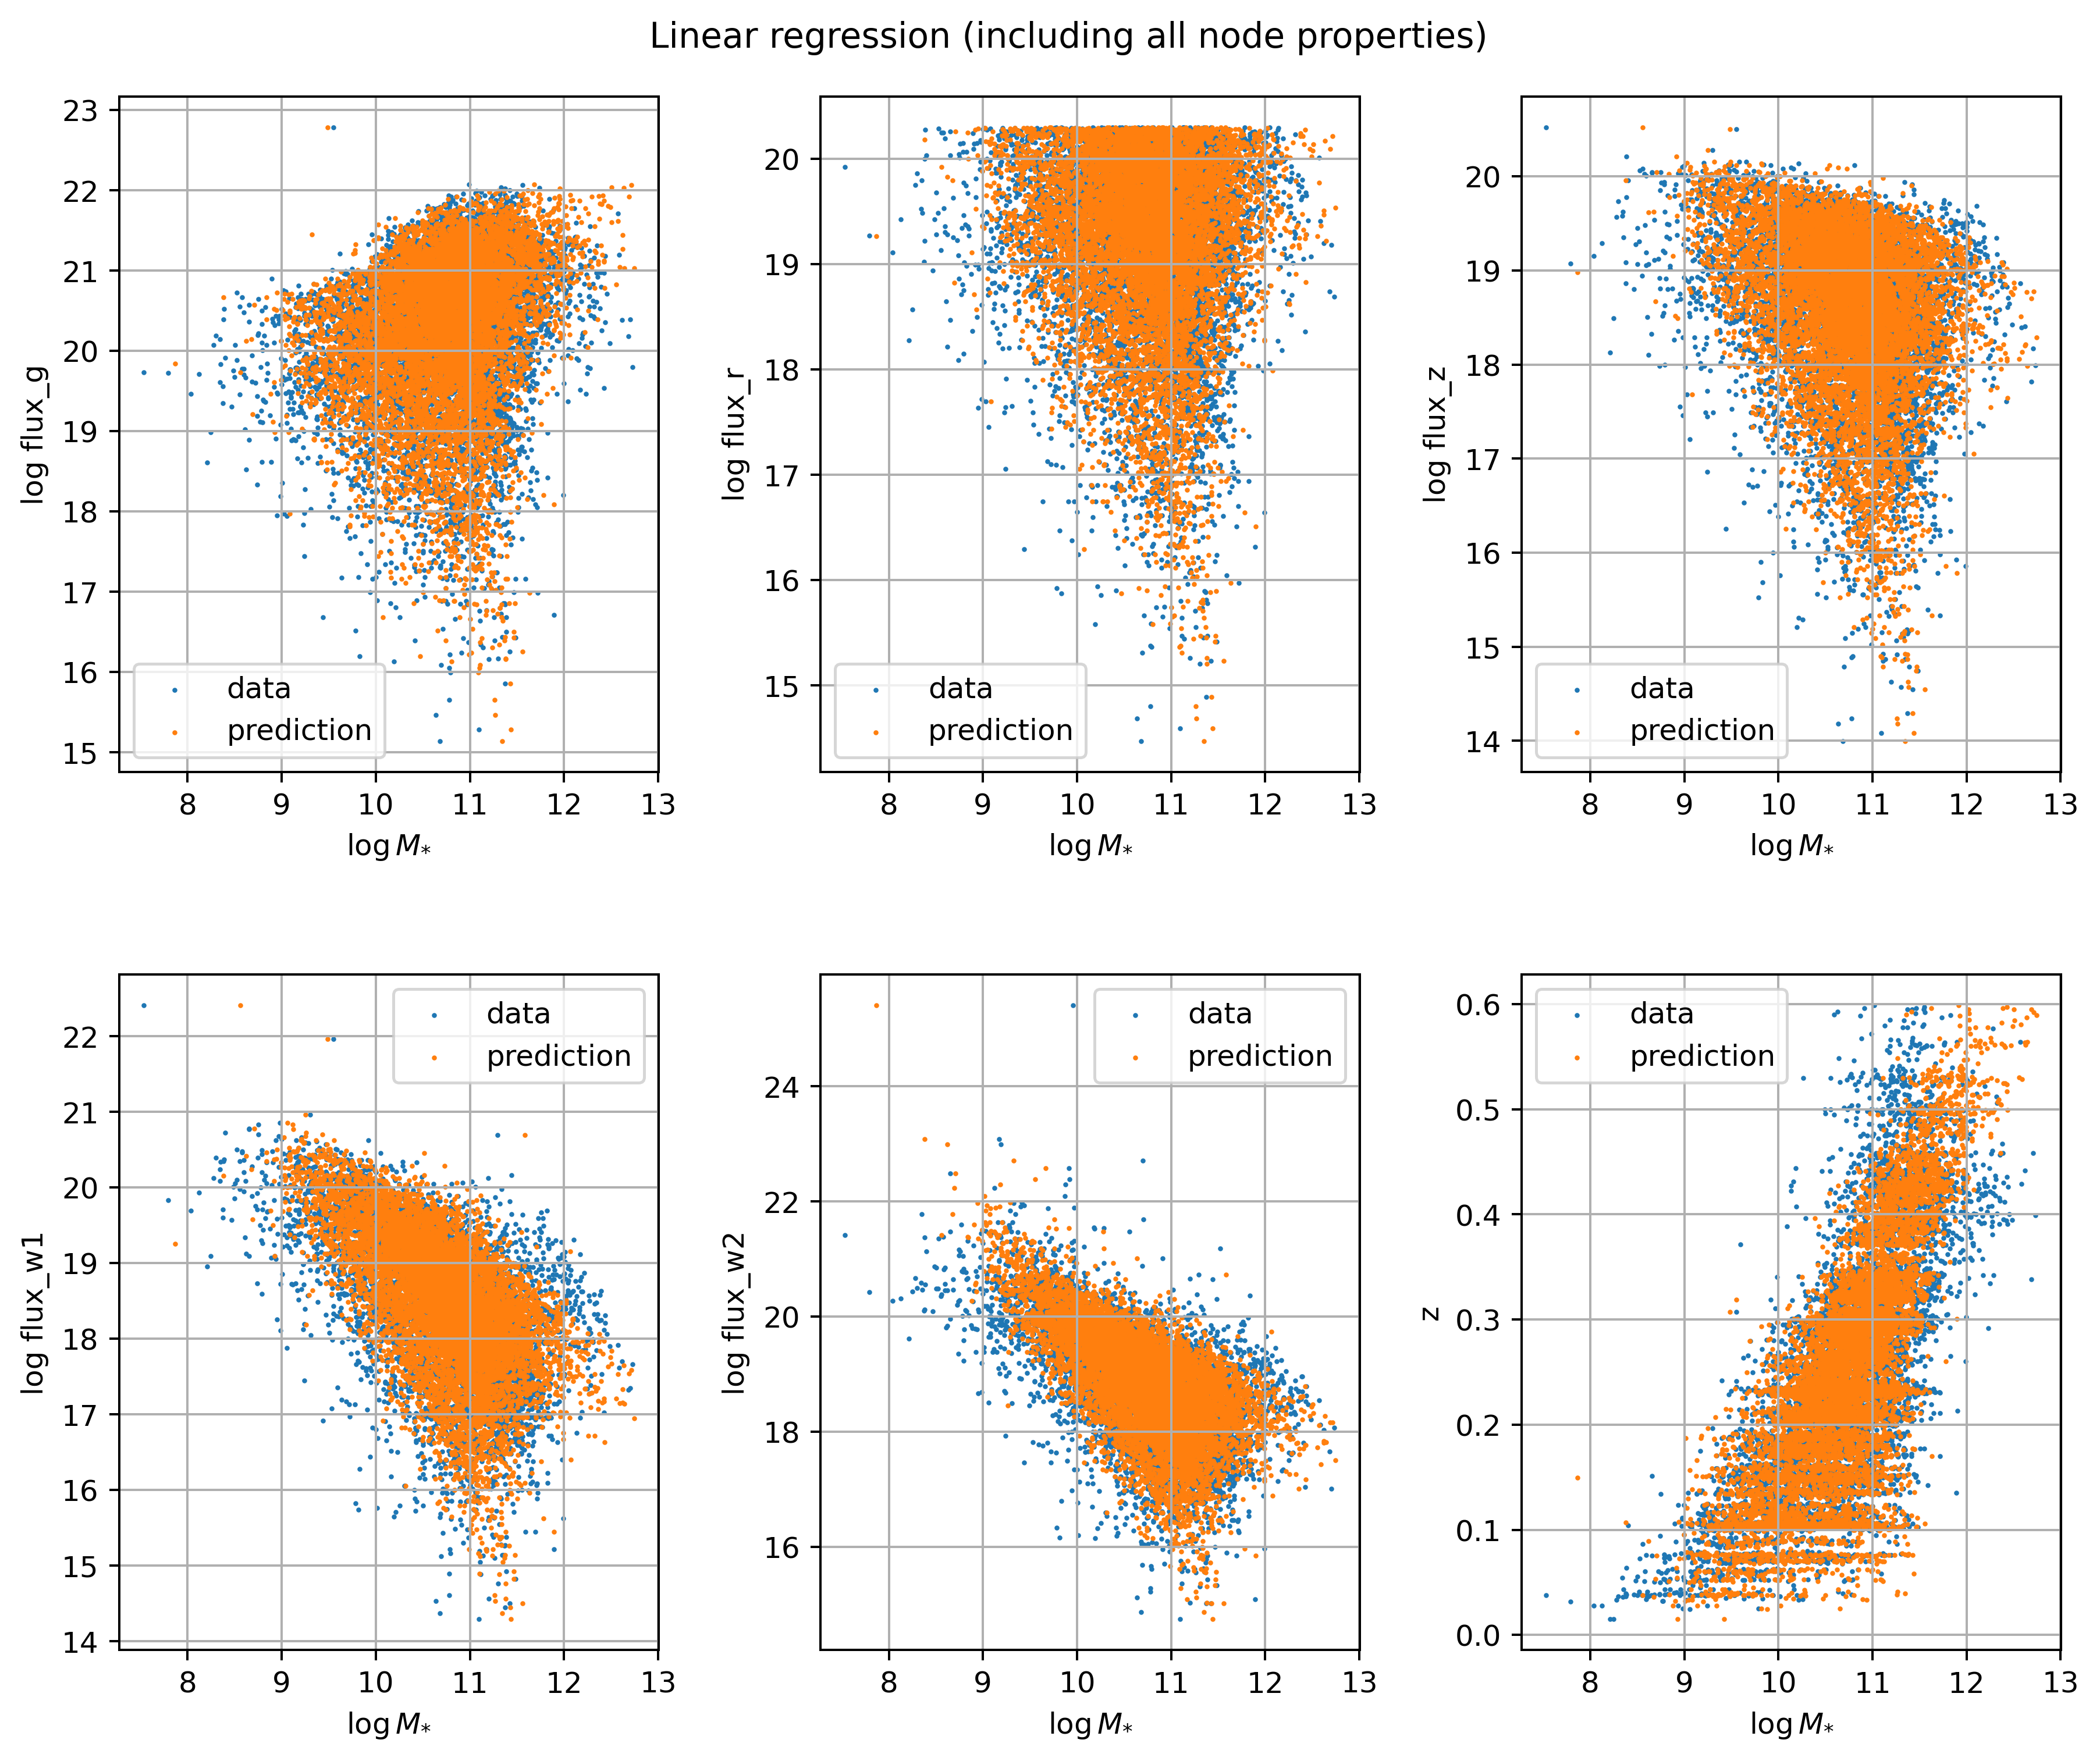 Linear regression (including all node properties)
23
22
21
20
19
18
17
16
15
log flux_g
data
prediction
8 9 10 11 12 13
log M*
20
19
18
17
16
15
log flux_r
data
prediction
8 9 10 11 12 13
log M*
20
19
18
17
16
15
14
log flux_z
data
prediction
8 9 10 11 12 13
log M*
22
21
20
19
18
17
16
15
14
log flux_w1
data
prediction
8 9 10 11 12 13
log M*
24
22
20
18
16
log flux_w2
data
prediction
8 9 10 11 12 13
log M*
0.6
0.5
0.4
0.3
0.2
0.1
0.0
z
data
prediction
8 9 10 11 12 13
log M*